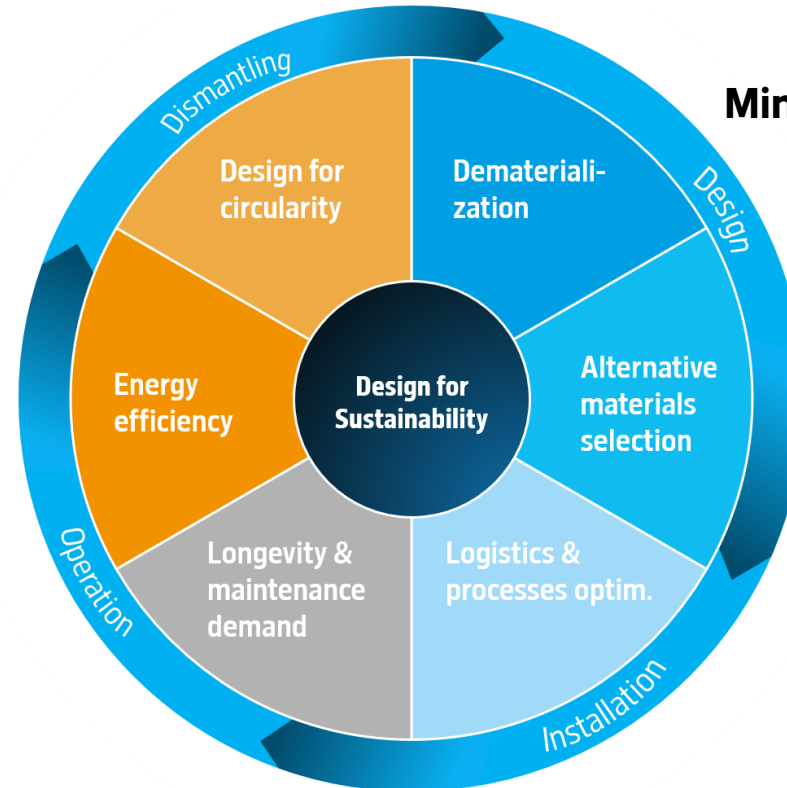 Dismantling
Design
Installation
Operation
Design for
circularity
Demateriali-
zation
Alternative
materials
selection
Logistics &
processes optim.
Longevity &
maintenance
demand
Energy
efficiency
Design for
Sustainability